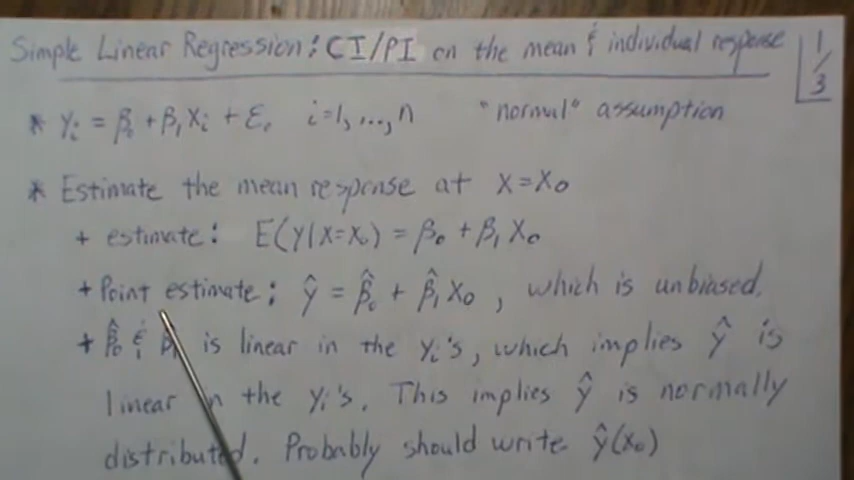 Simple Linear Regression: CI/PI on the mean & individual response
1/3
* Yi = β0 + β1Xi + εi i=1,...,n "normal" assumption
* Estimate the mean response at X=X0
+ estimate: E(Y|X=X0) = β0 + β1X0
+ Point estimate: ŷ = β̂0 + β̂1X0, which is unbiased.
+ β̂0 & β̂1 is linear in the yi's, which implies ŷ is
linear in the yi's. This implies ŷ is normally
distributed. Probably should write ŷ(x0)